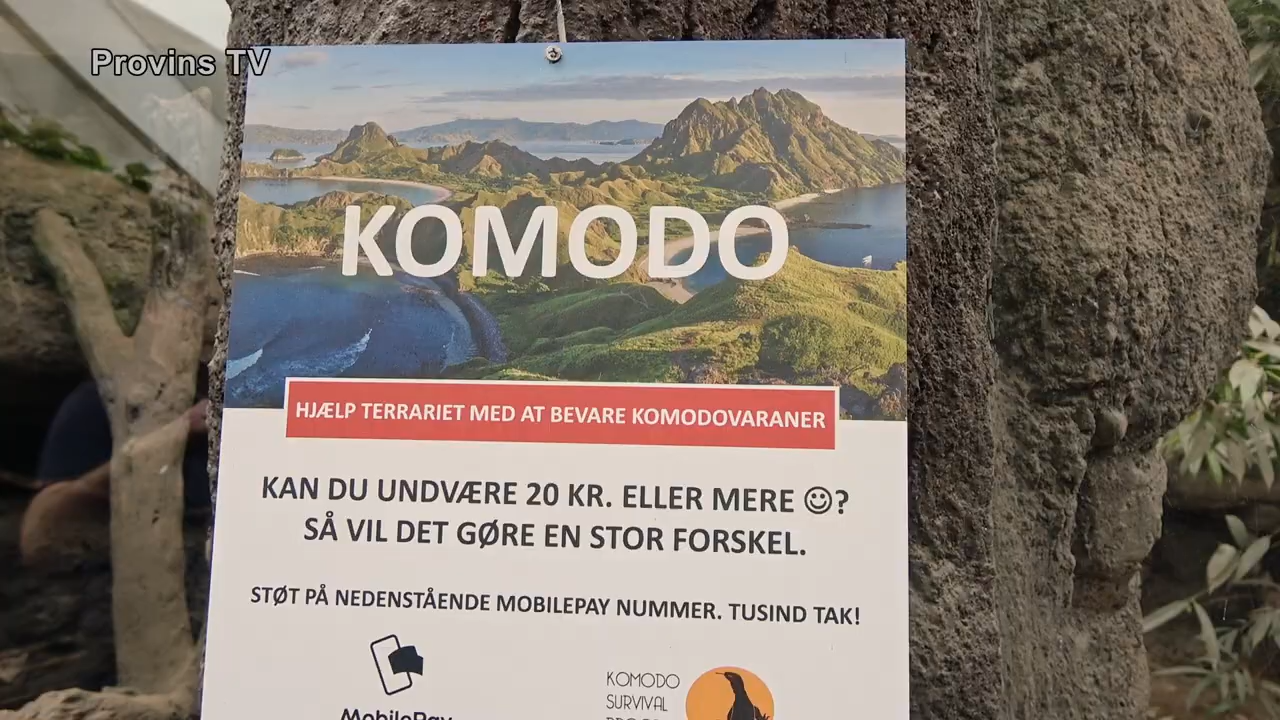 Provins TV
KOMODO
HJÆLP TERRARIET MED AT BEVARE KOMODOVARANER
KAN DU UNDVÆRE 20 KR. ELLER MERE ☺?
SÅ VIL DET GØRE EN STOR FORSKEL.
STØT PÅ NEDENSTÅENDE MOBILEPAY NUMMER. TUSIND TAK!
MobilePay
KOMODO
SURVIVAL